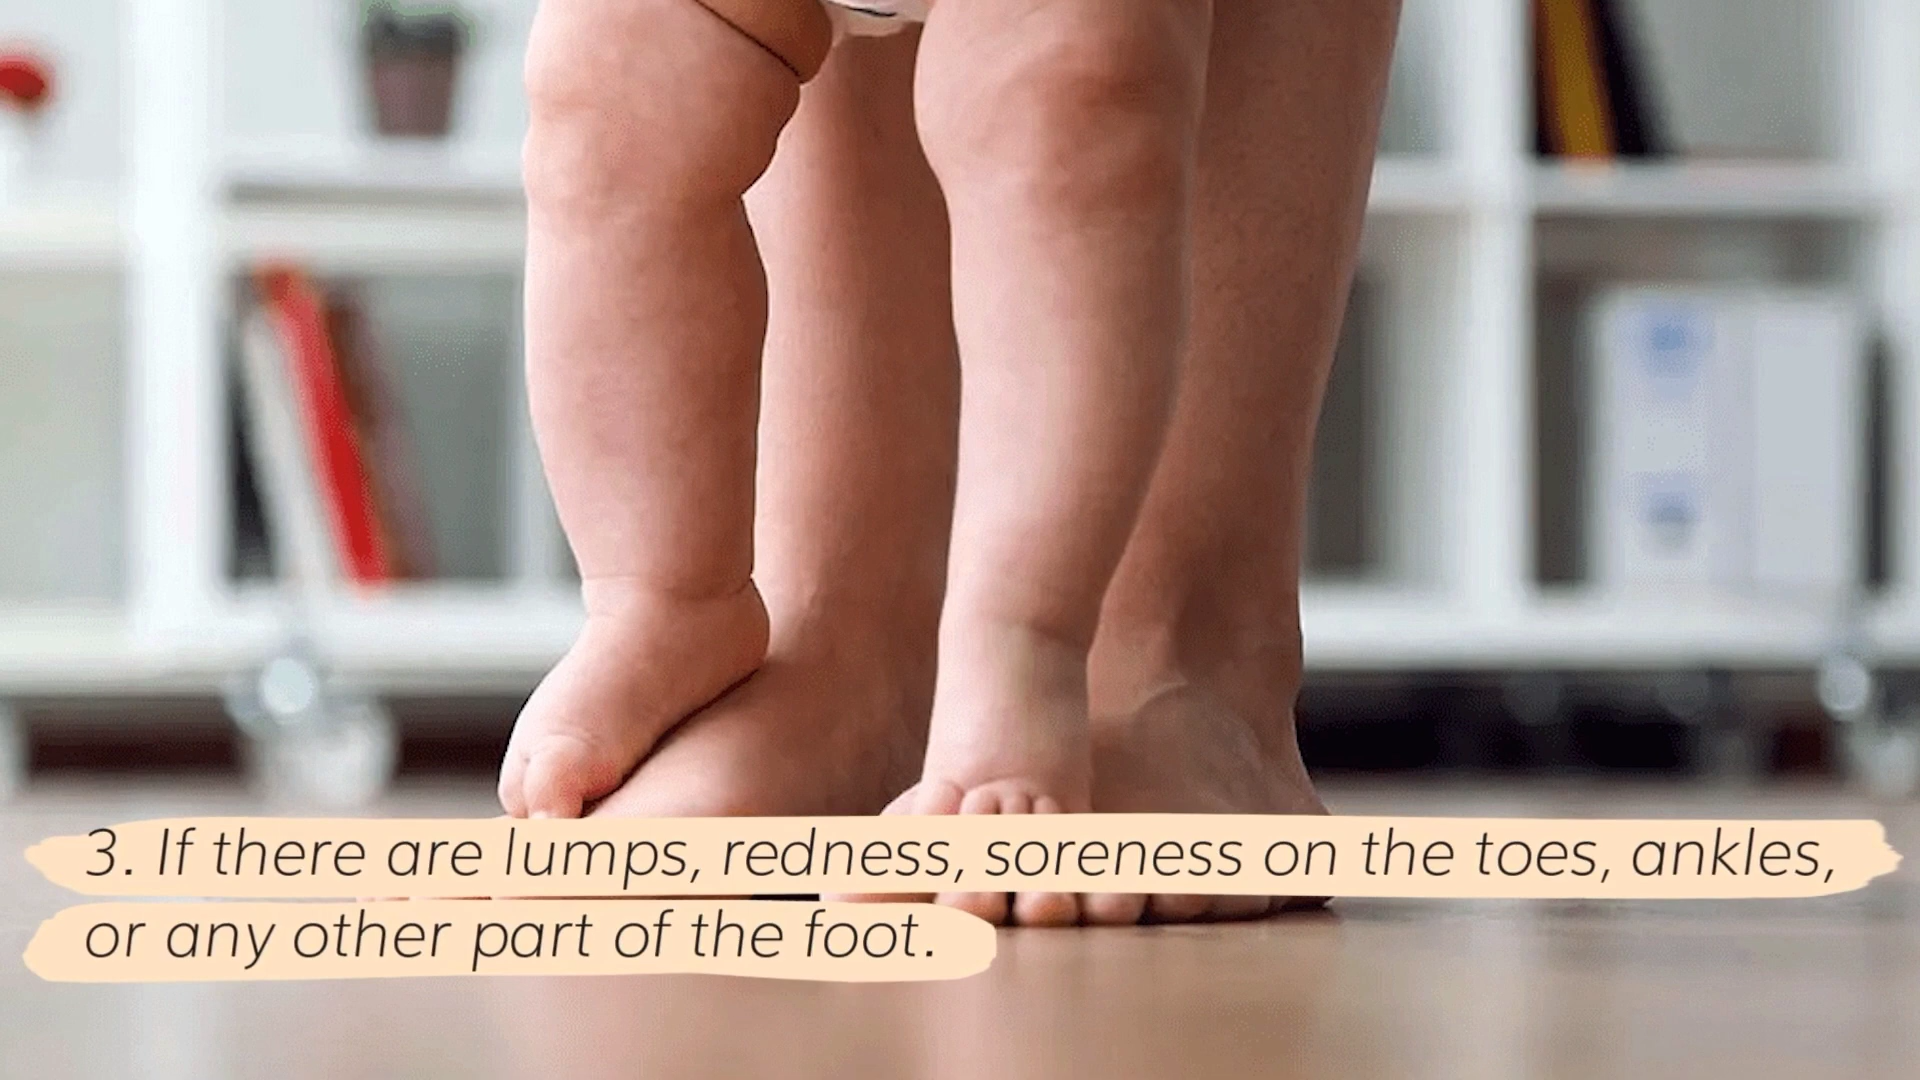 3. If there are lumps, redness, soreness on the toes, ankles,
or any other part of the foot.